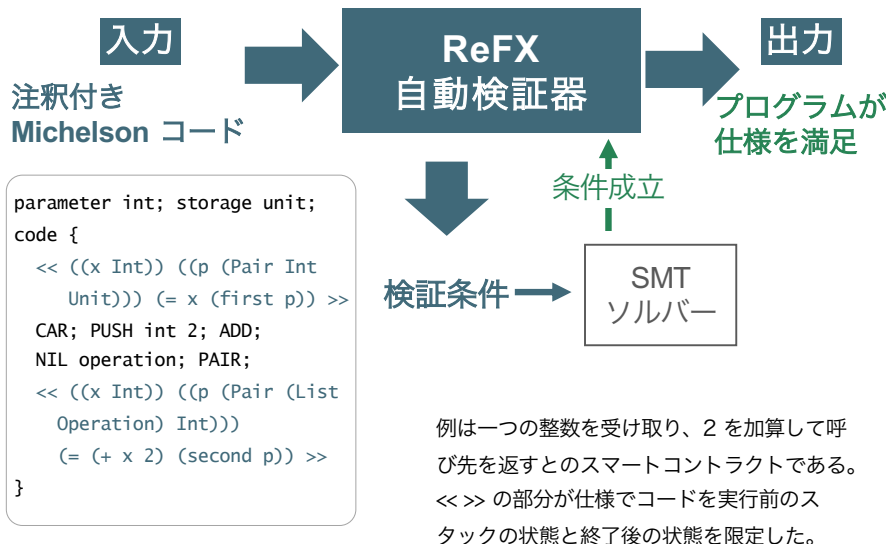 入力
ReFX
自動検証器
出力
注釈付き
Michelson コード
プログラムが
仕様を満足
条件成立
検証条件
SMT
ソルバー
parameter int; storage unit;
code {
<< ((x Int)) ((p (Pair Int
Unit))) (= x (first p)) >>
CAR; PUSH int 2; ADD;
NIL operation; PAIR;
<< ((x Int)) ((p (Pair (List
Operation) Int)))
(= (+ x 2) (second p)) >>
}
例は一つの整数を受け取り、2 を加算して呼
び先を返すとのスマートコントラクトである。
<< >> の部分が仕様でコードを実行前のス
タックの状態と終了後の状態を限定した。